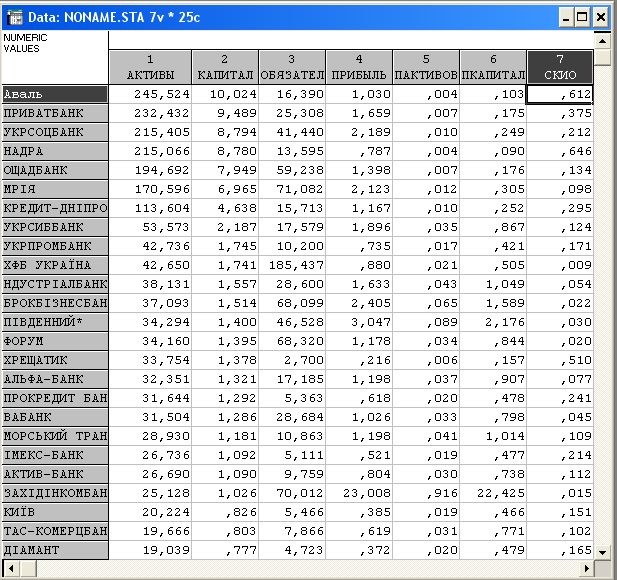 Data: NONAME.STA 7v * 25c
NUMERIC
VALUES
1 2 3 4 5 6 7
АКТИВЫ КАПИТАЛ ОБЯЗАТЕЛ ПРИБЫЛЬ ПАКТИВОВ ПКАПИТАЛ СКИО
Аваль 245,524 10,024 16,390 1,030 ,004 ,103 ,612
ПРИВАТБАНК 232,432 9,489 25,308 1,659 ,007 ,175 ,375
УКРСОЦБАНК 215,405 8,794 41,440 2,189 ,010 ,249 ,212
НАДРА 215,066 8,780 13,595 ,787 ,004 ,090 ,646
ОЩАДБАНК 194,692 7,949 59,238 1,398 ,007 ,176 ,134
МРІЯ 170,596 6,965 71,082 2,123 ,012 ,305 ,098
КРЕДИТ-ДНІПРО 113,604 4,638 15,713 1,167 ,010 ,252 ,295
УКРСИББАНК 53,573 2,187 17,579 1,896 ,035 ,867 ,124
УКРПРОМБАНК 42,736 1,745 10,200 ,735 ,017 ,421 ,171
ХФБ УКРАЇНА 42,650 1,741 185,437 ,880 ,021 ,505 ,009
НДУСТРІАЛБАНК 38,131 1,557 28,600 1,633 ,043 1,049 ,054
БРОКБІЗНЕСБАН 37,093 1,514 68,099 2,405 ,065 1,589 ,022
ПІВДЕННИЙ* 34,294 1,400 46,528 3,047 ,089 2,176 ,030
ФОРУМ 34,160 1,395 68,320 1,178 ,034 ,844 ,020
ХРЕЩАТИК 33,754 1,378 2,700 ,216 ,006 ,157 ,510
АЛЬФА-БАНК 32,351 1,321 17,185 1,198 ,037 ,907 ,077
ПРОКРЕДИТ БАН 31,644 1,292 5,363 ,618 ,020 ,478 ,241
ВАБАНК 31,504 1,286 28,684 1,026 ,033 ,798 ,045
МОРСЬКИЙ ТРАН 28,930 1,181 10,863 1,198 ,041 1,014 ,109
ІМЕКС-БАНК 26,736 1,092 5,111 ,521 ,019 ,477 ,214
АКТИВ-БАНК 26,690 1,090 9,759 ,804 ,030 ,738 ,112
ЗАХІДІНКОМБАН 25,128 1,026 70,012 23,008 ,916 22,425 ,015
КИЇВ 20,224 ,826 5,466 ,385 ,019 ,466 ,151
ТАС-КОМЕРЦБАН 19,666 ,803 7,866 ,619 ,031 ,771 ,102
ДІАМАНТ 19,039 ,777 4,723 ,372 ,020 ,479 ,165